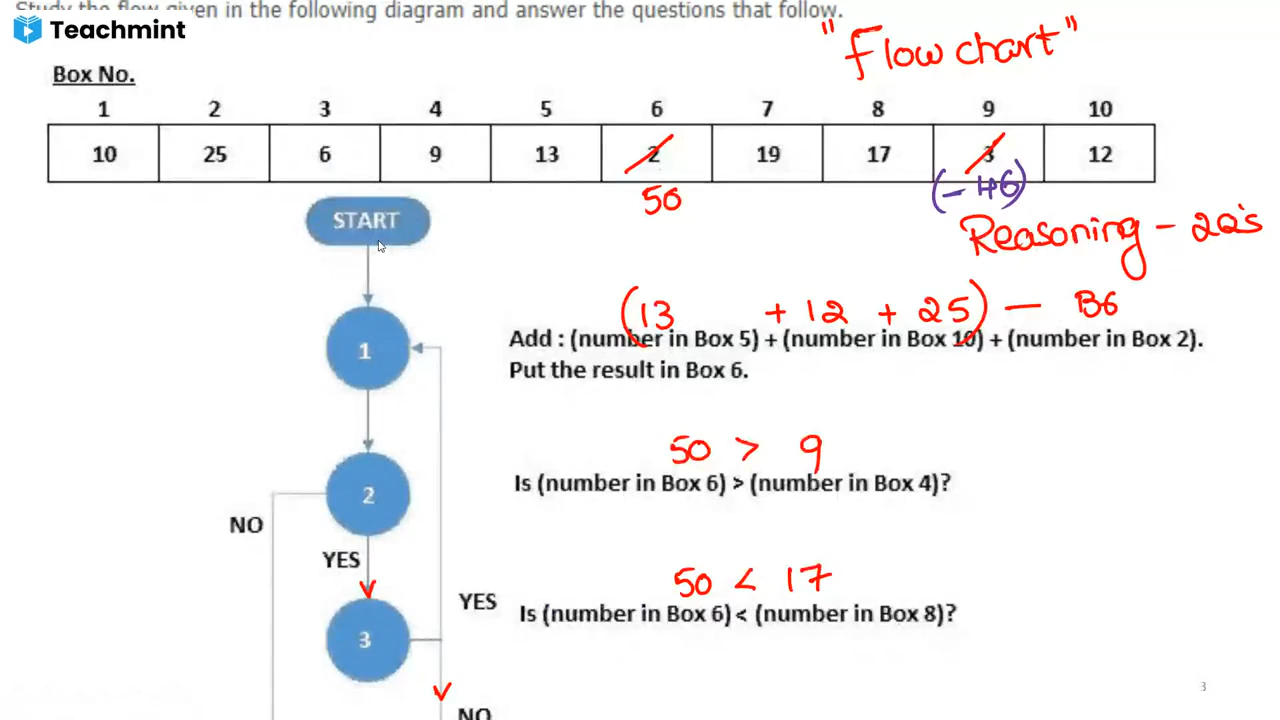 Study the flow given in the following diagram and answer the questions that follow.
Teachmint
"Flow chart"
Box No.
1 2 3 4 5 6 7 8 9 10
10 25 6 9 13 2 19 17 3 12
50 (-46)
START
Reasoning - 2Q's
(13 + 12 + 25) — B6
1
Add : (number in Box 5) + (number in Box 10) + (number in Box 2).
Put the result in Box 6.
50 > 9
2
Is (number in Box 6) > (number in Box 4)?
NO
YES
50 < 17
YES
Is (number in Box 6) < (number in Box 8)?
3
3
NO